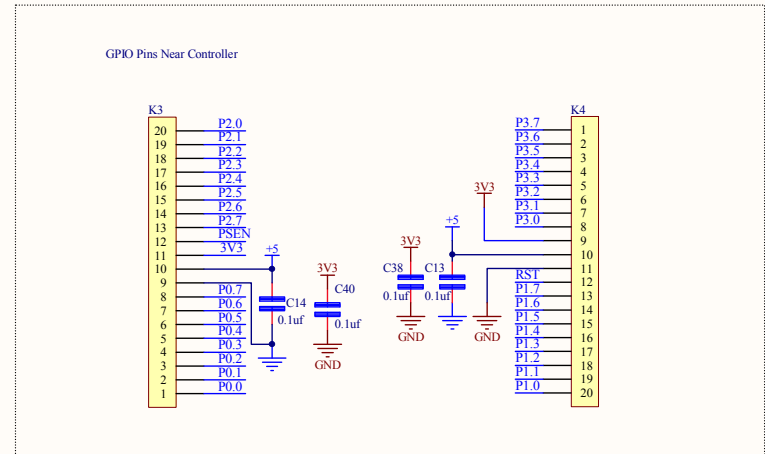 GPIO Pins Near Controller
K3
20 P2.0
19 P2.1
18 P2.2
17 P2.3
16 P2.4
15 P2.5
14 P2.6
13 P2.7
12 PSEN
11 3V3
10 +5
9
8 P0.7
7 P0.6
6 P0.5
5 P0.4
4 P0.3
3 P0.2
2 P0.1
1 P0.0
C14
0.1uf
3V3
C40
0.1uf
GND
K4
P3.7 1
P3.6 2
P3.5 3
P3.4 4
P3.3 5
P3.2 6
P3.1 7
P3.0 8
3V3 9
+5 10
11
RST 12
P1.7 13
P1.6 14
P1.5 15
P1.4 16
P1.3 17
P1.2 18
P1.1 19
P1.0 20
3V3
C38
0.1uf
GND
C13
0.1uf
GND